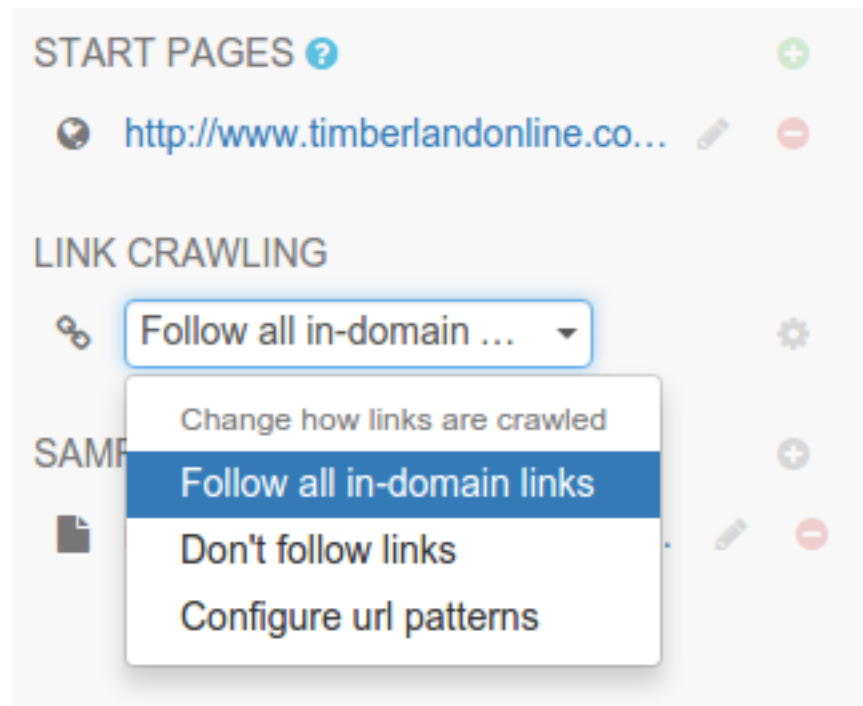 START PAGES ?
http://www.timberlandonline.co...
LINK CRAWLING
Follow all in-domain ...
Change how links are crawled
SAM
Follow all in-domain links
Don't follow links
Configure url patterns